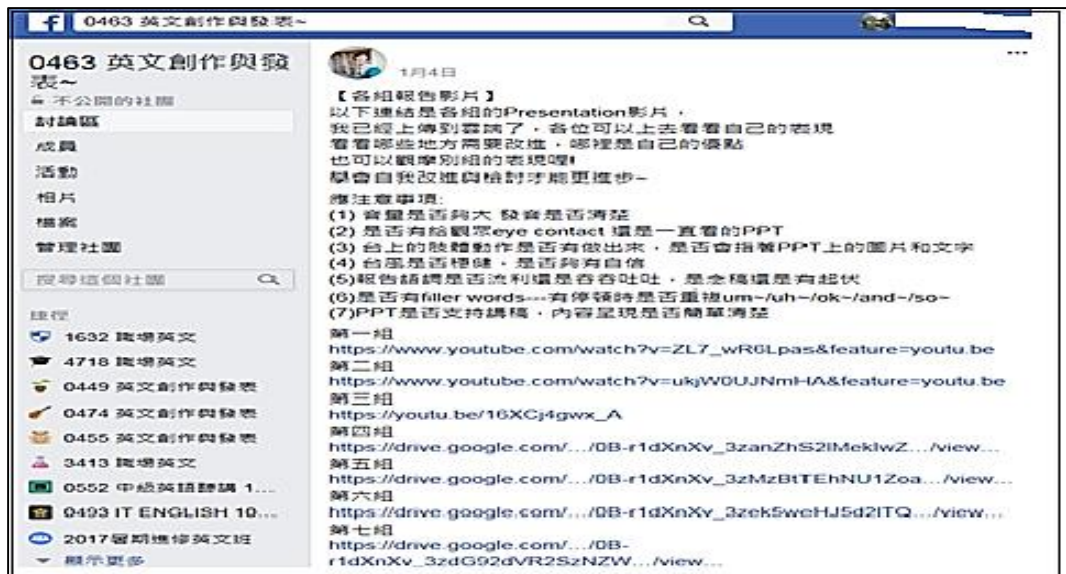 0463 英文創作與發表~
0463 英文創作與發
表~
不公開的社團
討論區
成員
活動
相片
檔案
管理社團
搜尋這個社團
捷徑
1632 職場英文
4718 職場英文
0449 英文創作與發表
0474 英文創作與發表
0455 英文創作與發表
3413 職場英文
0552 中級英語聽講 1...
0493 IT ENGLISH 10...
2017暑期進修英文班
顯示更多
1月4日
【各組報告影片】
以下連結是各組的Presentation影片，
我已經上傳到雲端了，各位可以上去看看自己的表現
看看哪些地方需要改進，哪裡是自己的優點
也可以觀摩別組的表現喔!
學會自我改進與檢討才能更進步~
應注意事項:
(1) 音量是否夠大 發音是否清楚
(2) 是否有給觀眾eye contact 還是一直看的PPT
(3) 台上的肢體動作是否有做出來，是否會指著PPT上的圖片和文字
(4) 台風是否穩健，是否夠有自信
(5)報告語調是否流利還是吞吞吐吐，是念稿還是有起伏
(6)是否有filler words---有停頓時是否重複um~/uh~/ok~/and~/so~
(7)PPT是否支持講稿，內容呈現是否簡單清楚
第一組
https://www.youtube.com/watch?v=ZL7_wR6Lpas&feature=youtu.be
第二組
https://www.youtube.com/watch?v=ukjW0UJNmHA&feature=youtu.be
第三組
https://youtu.be/16XCj4gwx_A
第四組
https://drive.google.com/.../0B-r1dXnXv_3zanZhS2lMeklwZ.../view...
第五組
https://drive.google.com/.../0B-r1dXnXv_3zMzBtTEhNU1Zoa.../view...
第六組
https://drive.google.com/.../0B-r1dXnXv_3zek5weHJ5d2lTQ.../view...
第七組
https://drive.google.com/.../0B-
r1dXnXv_3zdG92dVR2SzNZW.../view...